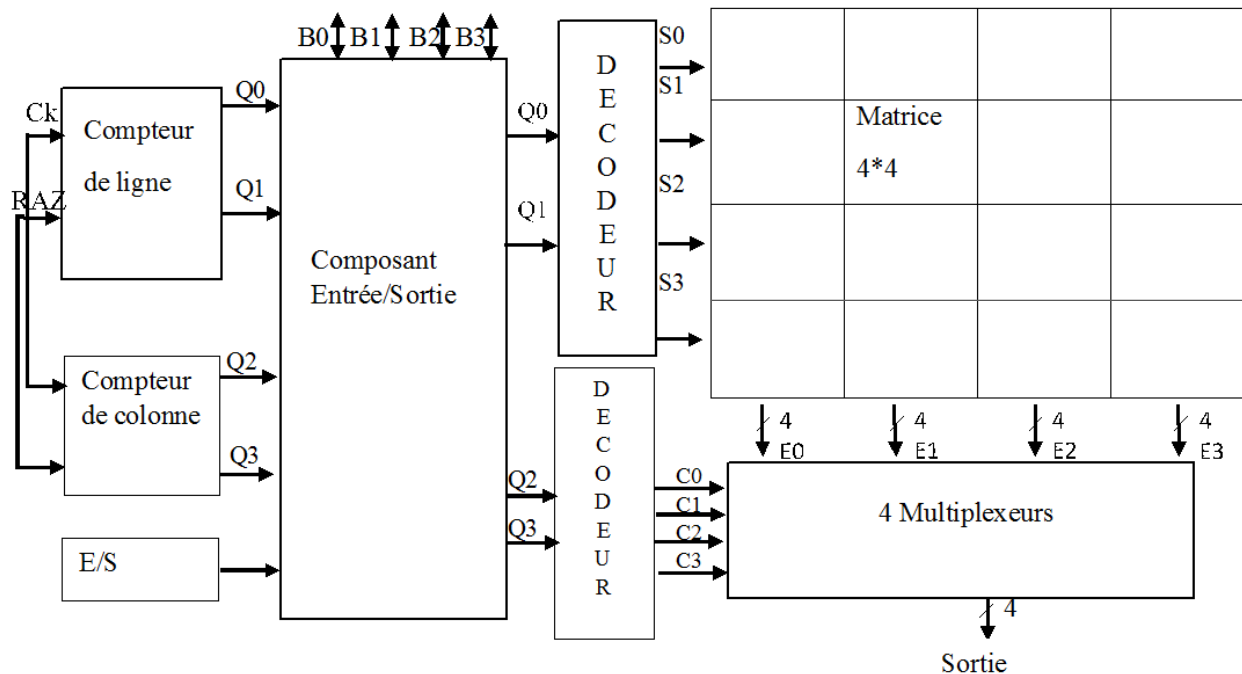 B0 B1 B2 B3
Ck
RAZ
Compteur
de ligne
Q0
Q1
Compteur
de colonne
Q2
Q3
E/S
Composant
Entrée/Sortie
Q0
Q1
Q2
Q3
D
E
C
O
D
E
U
R
S0
S1
S2
S3
Matrice
4*4
D
E
C
O
D
E
U
R
C0
C1
C2
C3
4 4 4 4
E0 E1 E2 E3
4 Multiplexeurs
4
Sortie